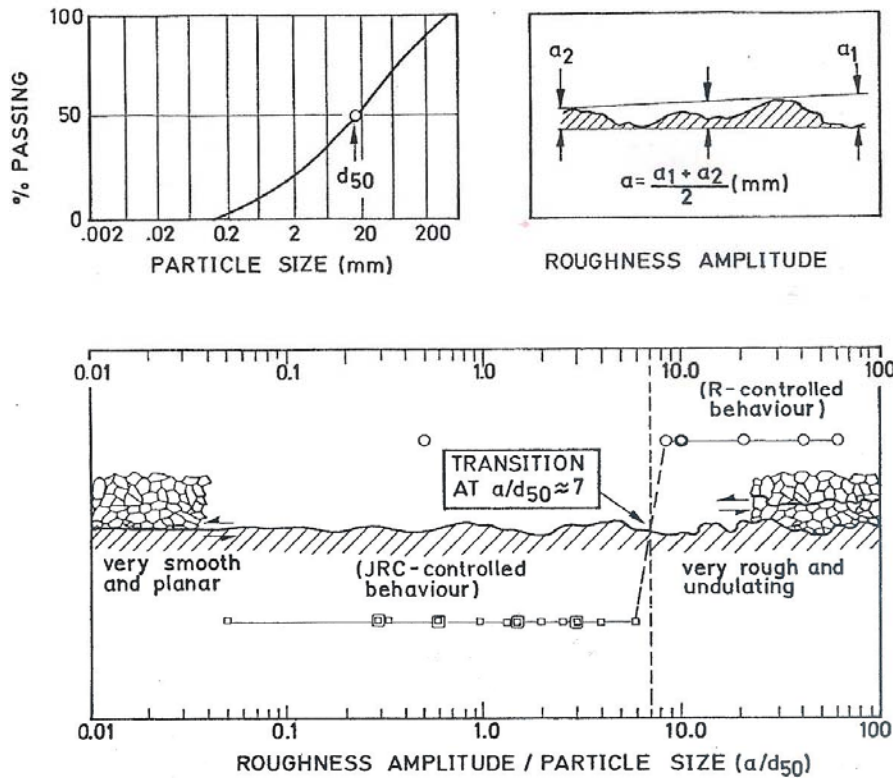 100
50
0
% PASSING
d50
.002 .02 0.2 2 20 200
PARTICLE SIZE (mm)
a2
a1
a = a1 + a2 / 2 (mm)
ROUGHNESS AMPLITUDE
0.01 0.1 1.0 10.0 100
(R-controlled
behaviour)
TRANSITION
AT a/d50 ≈ 7
very smooth
and planar
(JRC-controlled
behaviour)
very rough and
undulating
0.01 0.1 1.0 10.0 100
ROUGHNESS AMPLITUDE / PARTICLE SIZE (a/d50)